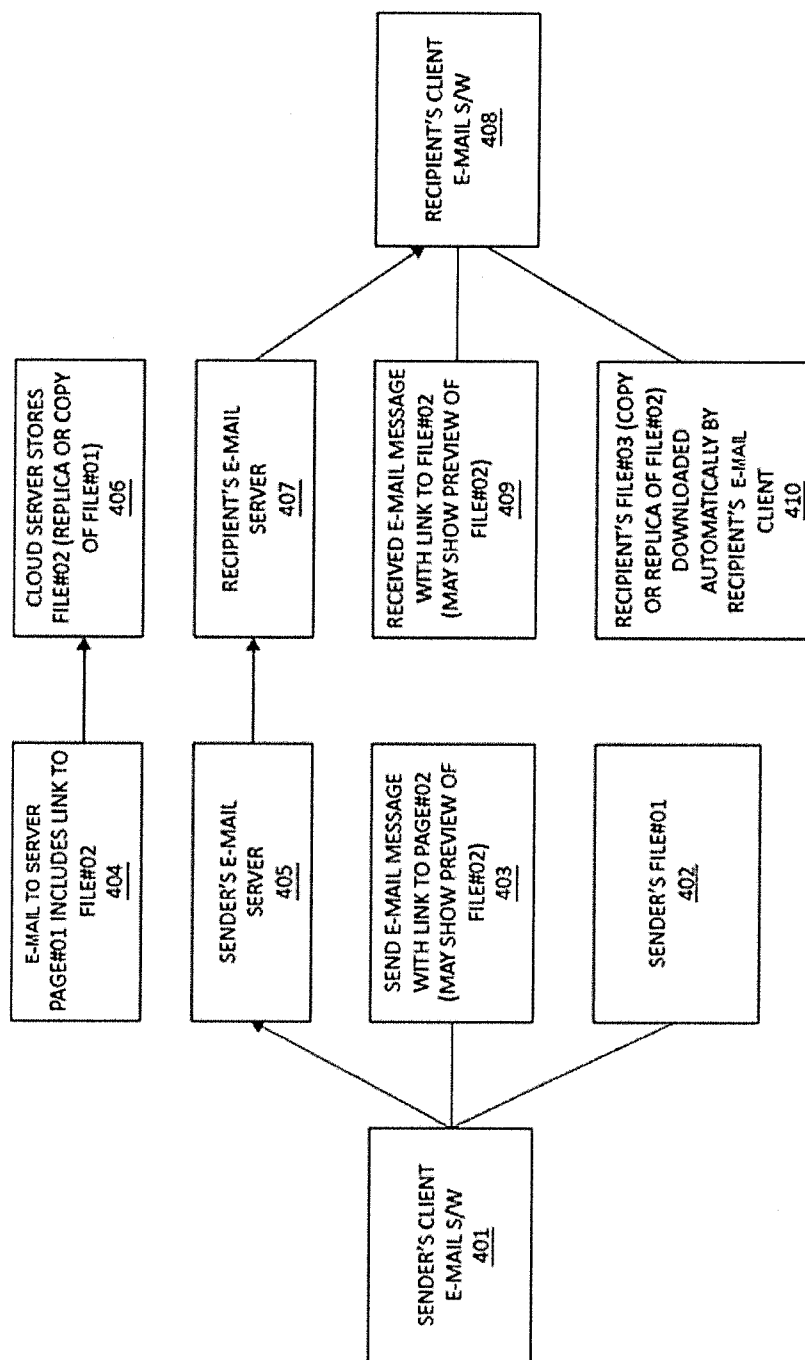 SENDER'S CLIENT
E-MAIL S/W
401
E-MAIL TO SERVER
PAGE#01 INCLUDES LINK TO
FILE#02
404
SENDER'S E-MAIL
SERVER
405
SEND E-MAIL MESSAGE
WITH LINK TO PAGE#02
(MAY SHOW PREVIEW OF
FILE#02)
403
SENDER'S FILE#01
402
CLOUD SERVER STORES
FILE#02 (REPLICA OR COPY
OF FILE#01)
406
RECIPIENT'S E-MAIL
SERVER
407
RECEIVED E-MAIL MESSAGE
WITH LINK TO FILE#02
(MAY SHOW PREVIEW OF
FILE#02)
409
RECIPIENT'S FILE#03 (COPY
OR REPLICA OF FILE#02)
DOWNLOADED
AUTOMATICALLY BY
RECIPIENT'S E-MAIL
CLIENT
410
RECIPIENT'S CLIENT
E-MAIL S/W
408